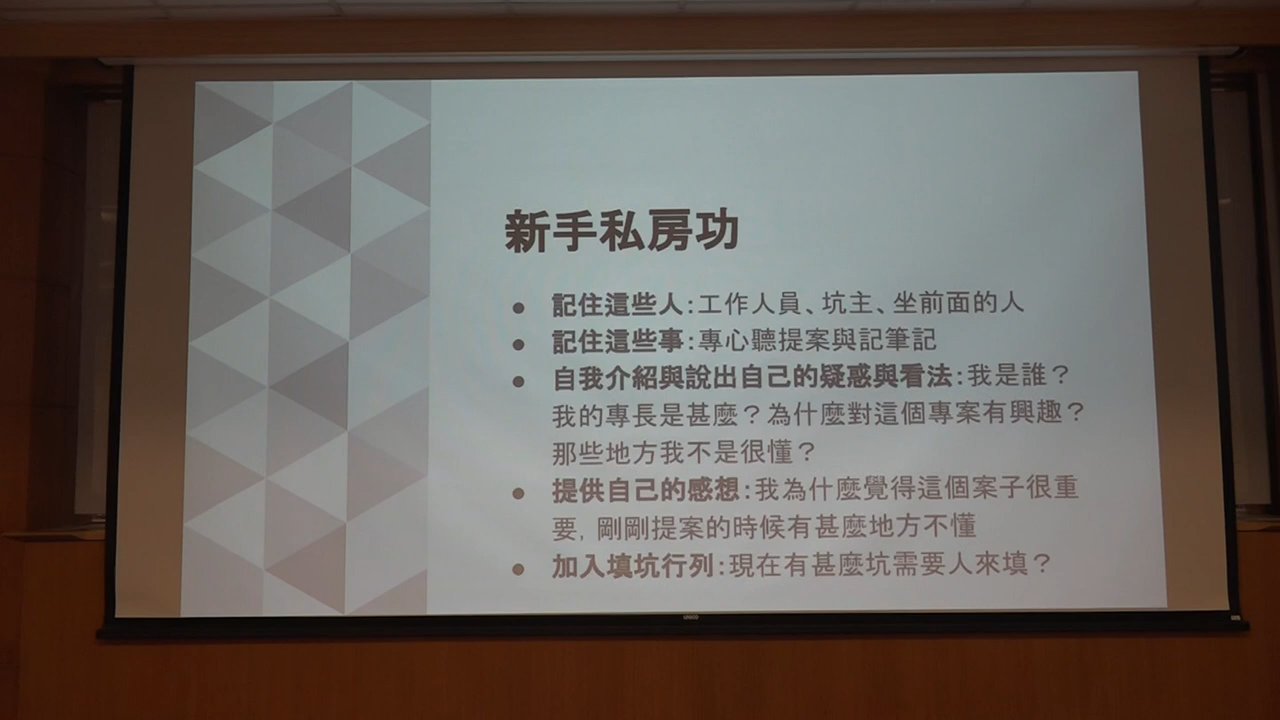 新手私房功
● 記住這些人：工作人員、坑主、坐前面的人
● 記住這些事：專心聽提案與記筆記
● 自我介紹與說出自己的疑惑與看法：我是誰？
我的專長是甚麼？為什麼對這個專案有興趣？
那些地方我不是很懂？
● 提供自己的感想：我為什麼覺得這個案子很重
要，剛剛提案的時候有甚麼地方不懂
● 加入填坑行列：現在有甚麼坑需要人來填？